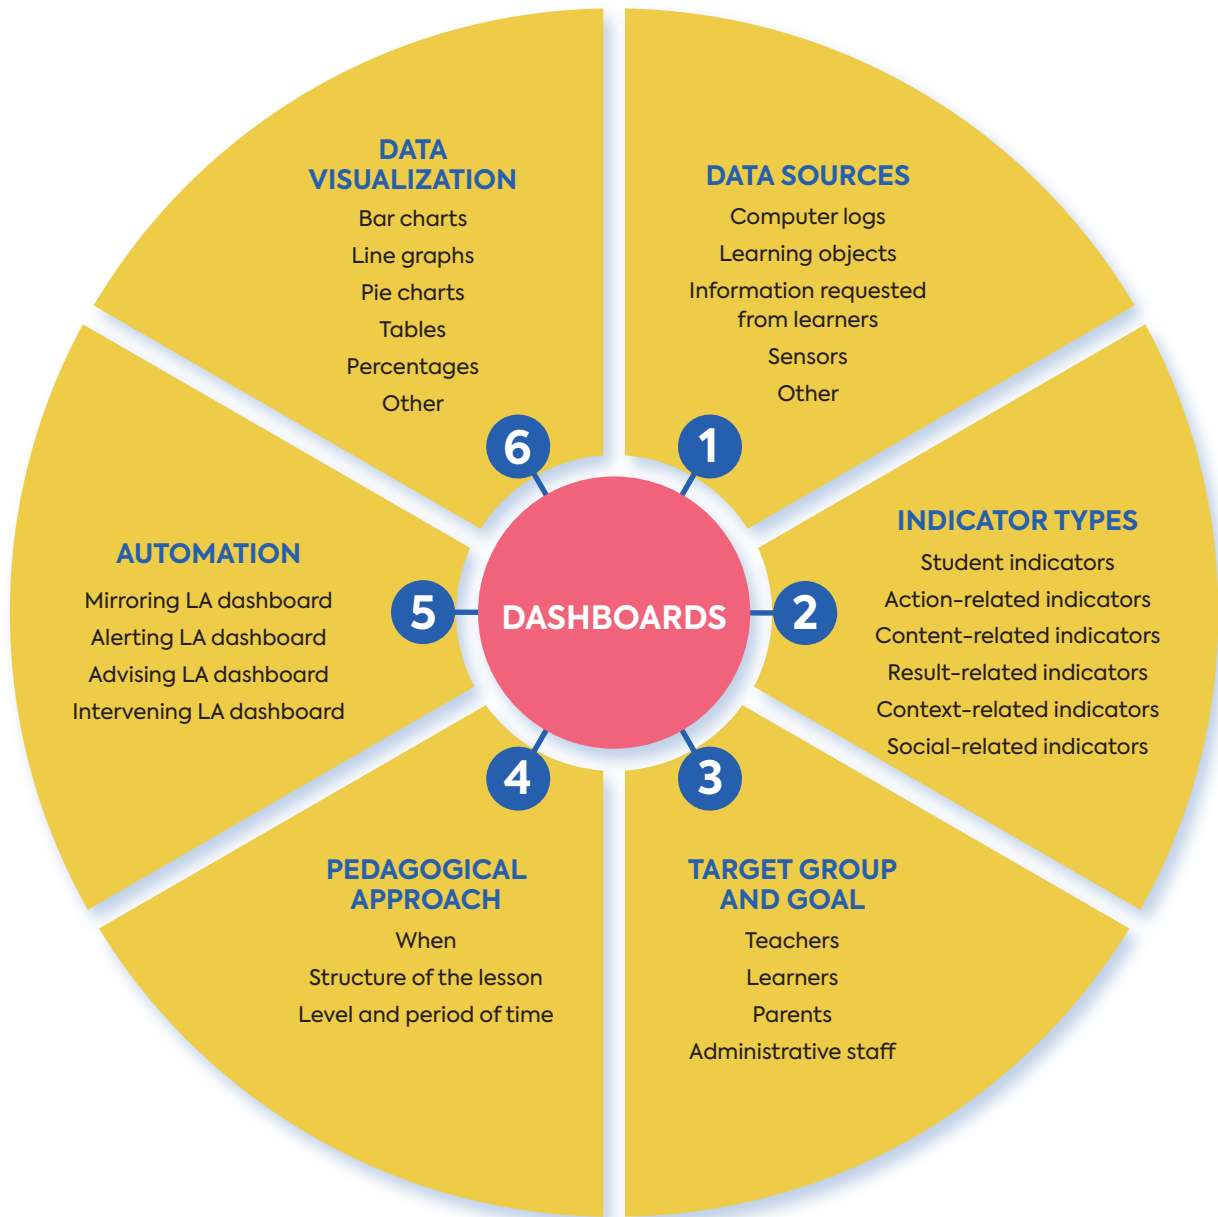 DASHBOARDS
1
DATA SOURCES
Computer logs
Learning objects
Information requested
from learners
Sensors
Other
2
INDICATOR TYPES
Student indicators
Action-related indicators
Content-related indicators
Result-related indicators
Context-related indicators
Social-related indicators
3
TARGET GROUP
AND GOAL
Teachers
Learners
Parents
Administrative staff
4
PEDAGOGICAL
APPROACH
When
Structure of the lesson
Level and period of time
5
AUTOMATION
Mirroring LA dashboard
Alerting LA dashboard
Advising LA dashboard
Intervening LA dashboard
6
DATA
VISUALIZATION
Bar charts
Line graphs
Pie charts
Tables
Percentages
Other